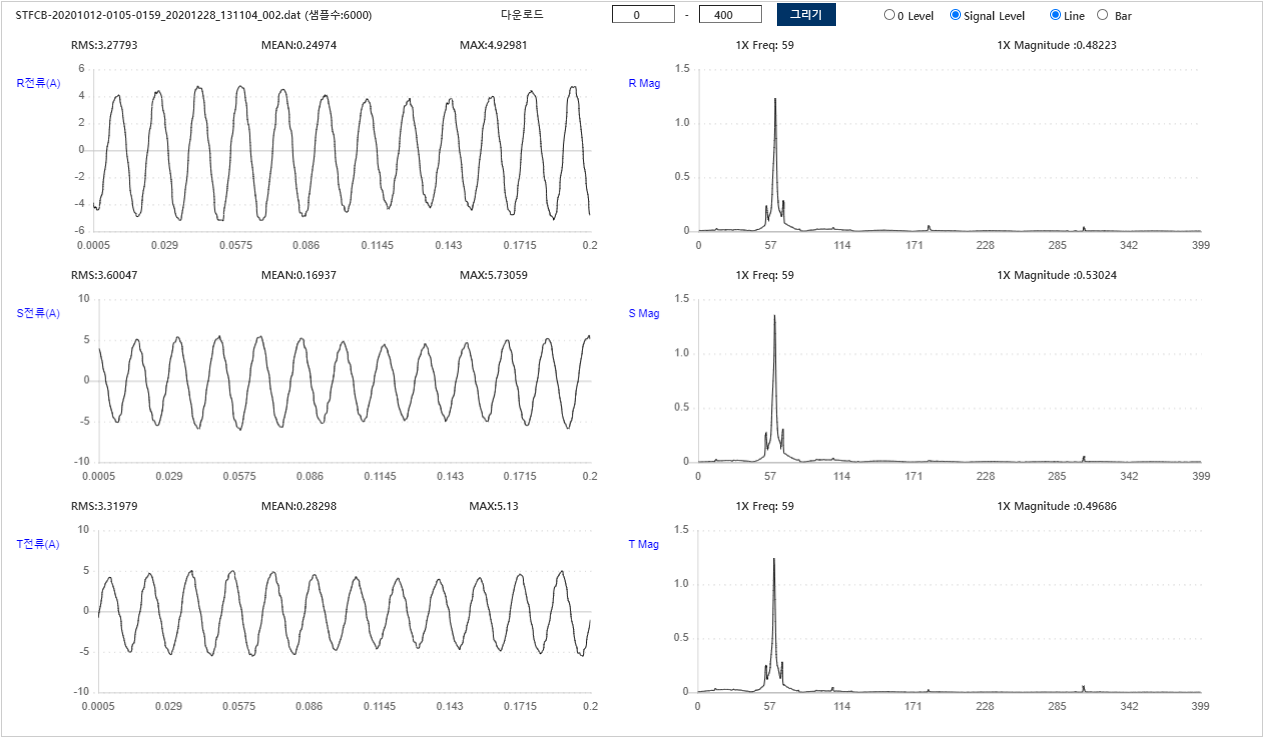 STFCB-20201012-0105-0159_20201228_131104_002.dat (샘플수:6000) 다운로드 0 - 400 그리기 0 Level Signal Level Line Bar
RMS:3.27793 MEAN:0.24974 MAX:4.92981 1X Freq: 59 1X Magnitude :0.48223
R전류(A)
6
4
2
0
-2
-4
-6
0.0005 0.029 0.0575 0.086 0.1145 0.143 0.1715 0.2
R Mag
1.5
1.0
0.5
0
0 57 114 171 228 285 342 399
RMS:3.60047 MEAN:0.16937 MAX:5.73059 1X Freq: 59 1X Magnitude :0.53024
S전류(A)
10
5
0
-5
-10
0.0005 0.029 0.0575 0.086 0.1145 0.143 0.1715 0.2
S Mag
1.5
1.0
0.5
0
0 57 114 171 228 285 342 399
RMS:3.31979 MEAN:0.28298 MAX:5.13 1X Freq: 59 1X Magnitude :0.49686
T전류(A)
10
5
0
-5
-10
0.0005 0.029 0.0575 0.086 0.1145 0.143 0.1715 0.2
T Mag
1.5
1.0
0.5
0
0 57 114 171 228 285 342 399